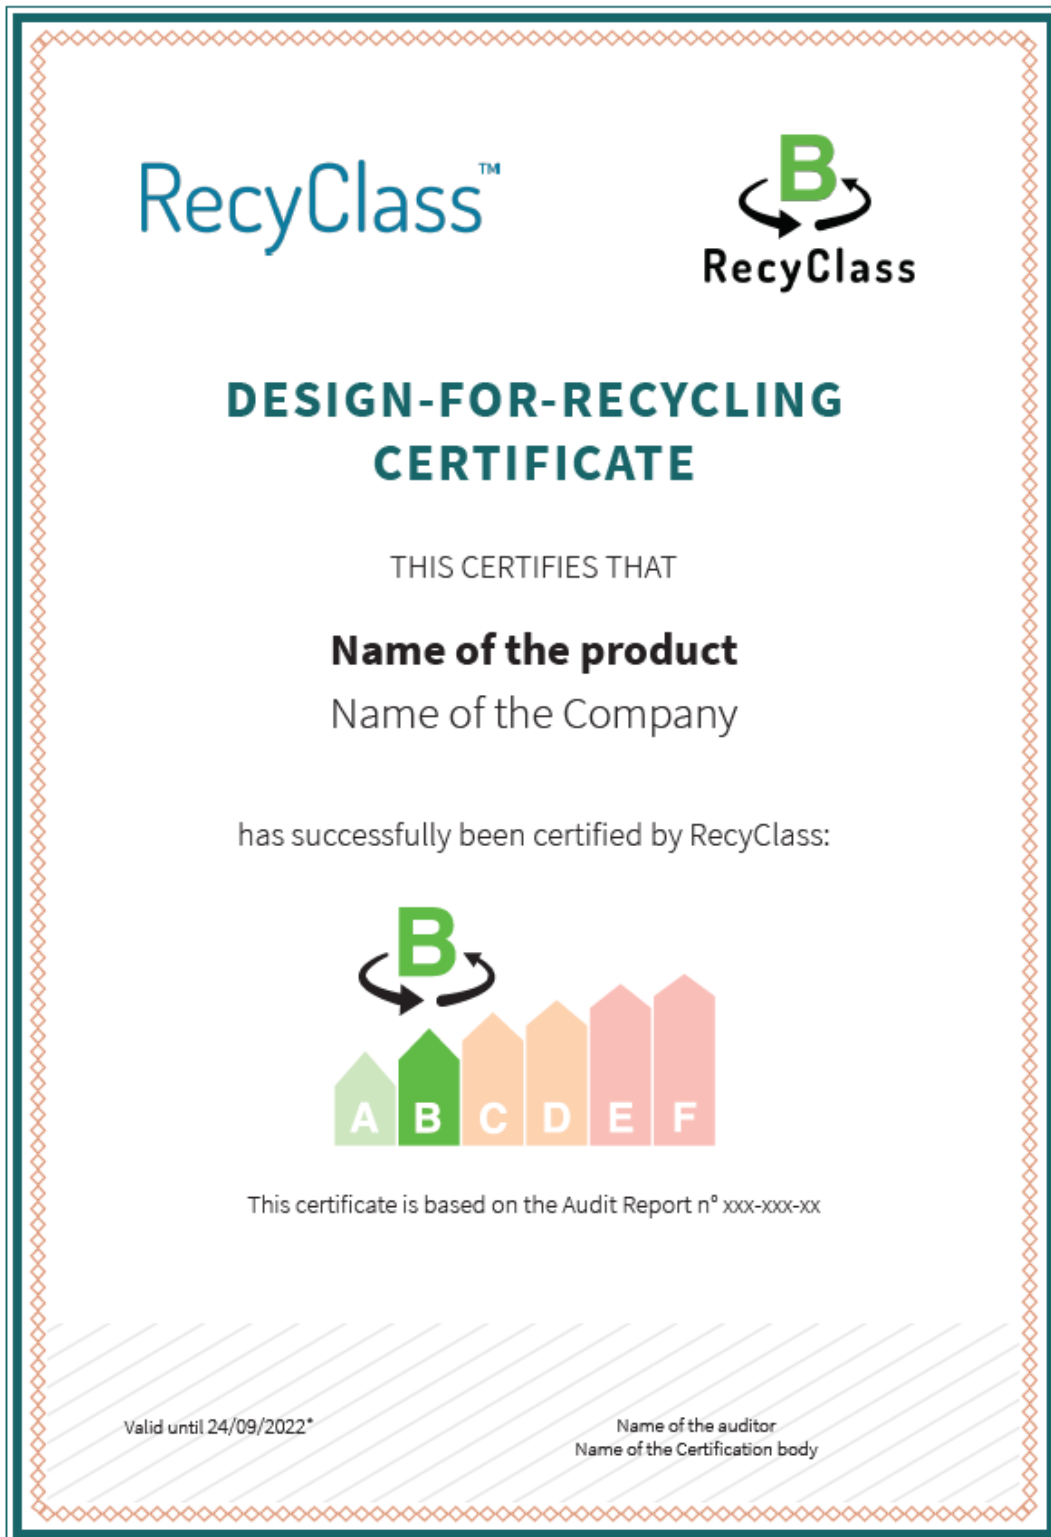 RecyClass™
B
RecyClass
DESIGN-FOR-RECYCLING
CERTIFICATE
THIS CERTIFIES THAT
Name of the product
Name of the Company
has successfully been certified by RecyClass:
B
A B C D E F
This certificate is based on the Audit Report n° xxx-xxx-xx
Valid until 24/09/2022*
Name of the auditor
Name of the Certification body